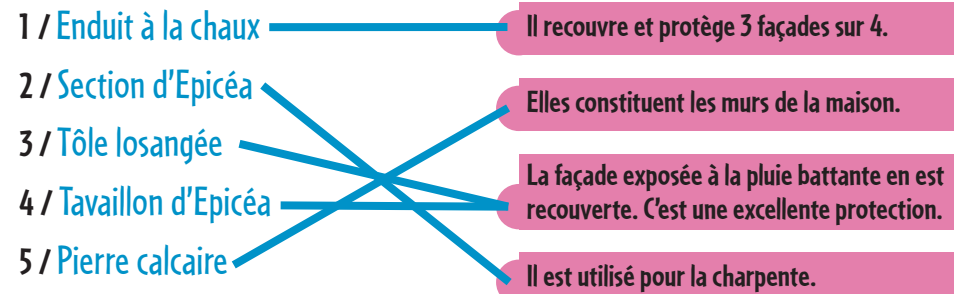 1 / Enduit à la chaux
2 / Section d'Epicéa
3 / Tôle losangée
4 / Tavaillon d'Epicéa
5 / Pierre calcaire
Il recouvre et protège 3 façades sur 4.
Elles constituent les murs de la maison.
La façade exposée à la pluie battante en est
recouverte. C'est une excellente protection.
Il est utilisé pour la charpente.